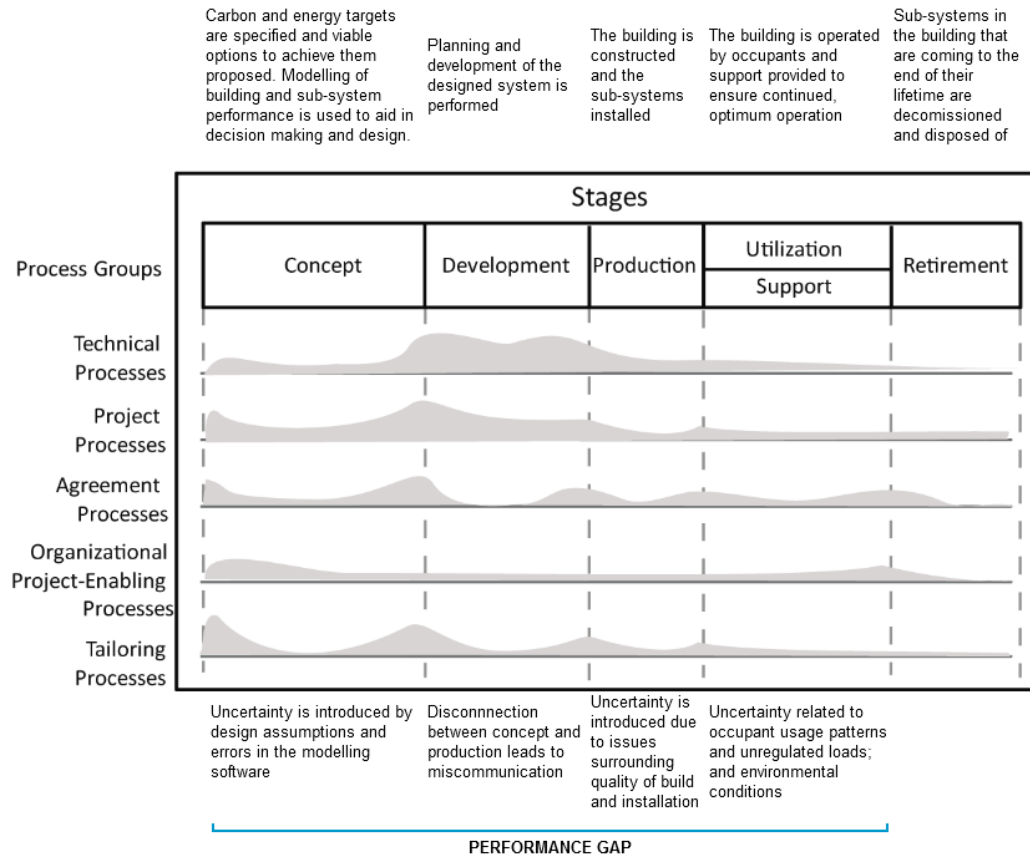 Carbon and energy targets
are specified and viable
options to achieve them
proposed. Modelling of
building and sub-system
performance is used to aid in
decision making and design.
Planning and
development of the
designed system is
performed
The building is
constructed
and the
sub-systems
installed
The building is operated
by occupants and
support provided to
ensure continued,
optimum operation
Sub-systems in
the building that
are coming to the
end of their
lifetime are
decomissioned
and disposed of
Stages
Process Groups
Concept
Development
Production
Utilization
Support
Retirement
Technical
Processes
Project
Processes
Agreement
Processes
Organizational
Project-Enabling
Processes
Tailoring
Processes
Uncertainty is introduced by
design assumptions and
errors in the modelling
software
Disconnnection
between concept and
production leads to
miscommunication
Uncertainty is
introduced due
to issues
surrounding
quality of build
and installation
Uncertainty related to
occupant usage patterns
and unregulated loads;
and environmental
conditions
PERFORMANCE GAP